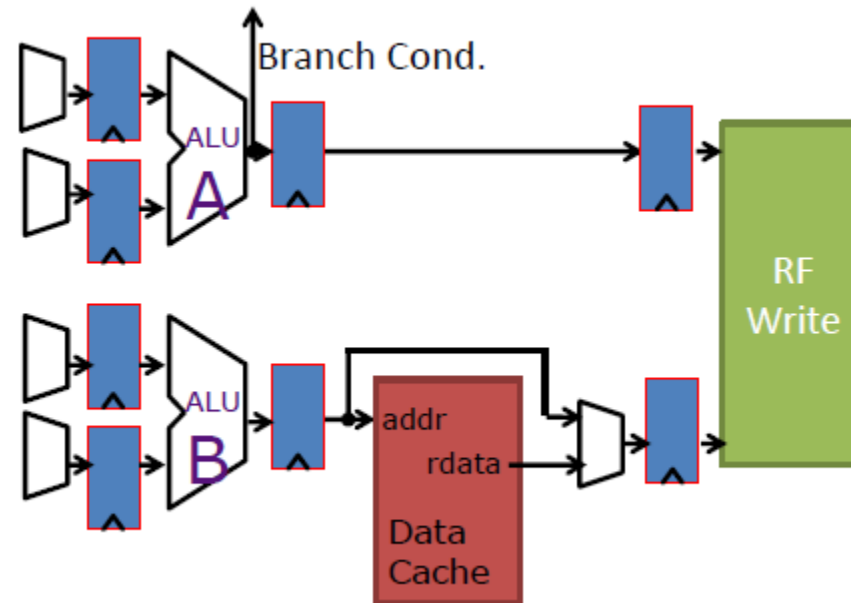 Branch Cond.
ALU
A
RF
Write
ALU
B
addr
rdata
Data
Cache